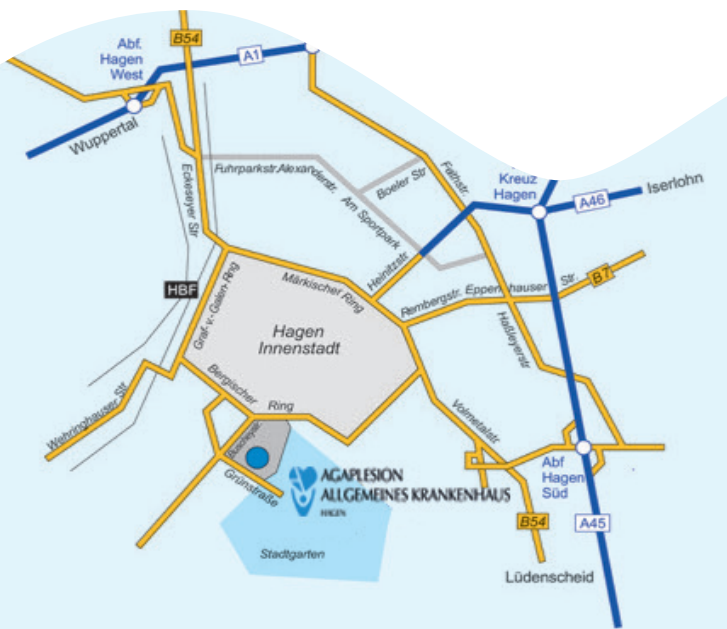 B54
Abf.
Hagen
West
A1
Wuppertal
Eckeseyer Str
Fuhrparkstr.Alexanderstr.
Am Sportpark
Boeler Str
Fathstr.
Kreuz
Hagen
A46
Iserlohn
HBF
Graf-v.-Galen-Ring
Märkischer Ring
Heinitzstr
Rembergstr. Eppenhauser Str.
B7
Haßleyerstr
Hagen
Innenstadt
Bergischer
Ring
Wehringhauser Str.
Buscheystr.
Grünstraße
Volmetalstr
AGAPLESION
ALLGEMEINES KRANKENHAUS
HAGEN
Abf
Hagen
Süd
B54
A45
Stadtgarten
Lüdenscheid